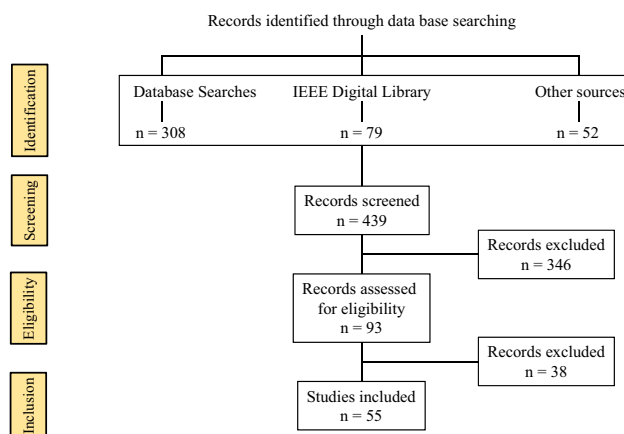 Records identified through data base searching
Identification
Database Searches
IEEE Digital Library
Other sources
n = 308
n = 79
n = 52
Screening
Records screened
n = 439
Records excluded
n = 346
Eligibility
Records assessed
for eligibility
n = 93
Records excluded
n = 38
Inclusion
Studies included
n = 55